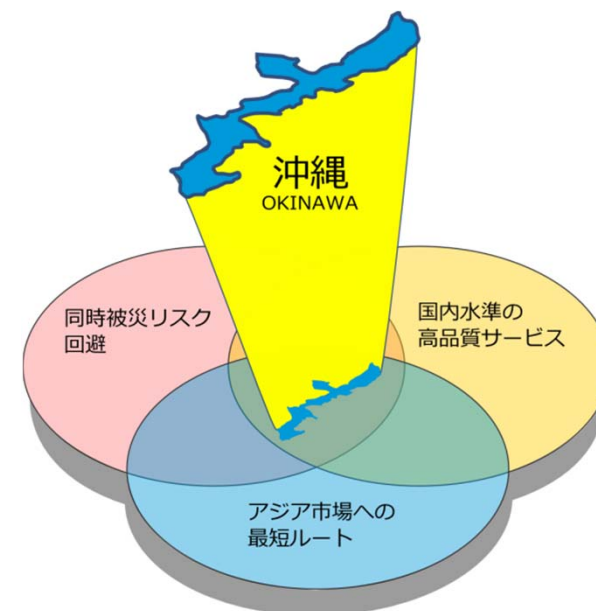 沖縄
OKINAWA
同時被災リスク
回避
国内水準の
高品質サービス
アジア市場への
最短ルート